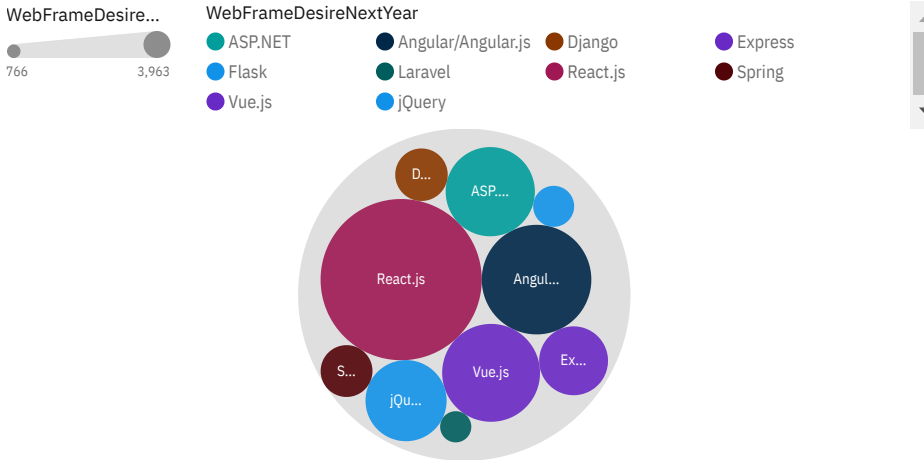 WebFrameDesire...
766 3,963
WebFrameDesireNextYear
ASP.NET Angular/Angular.js Django Express
Flask Laravel React.js Spring
Vue.js jQuery
D...
ASP....
React.js
Angul...
Ex...
S...
Vue.js
jQu...